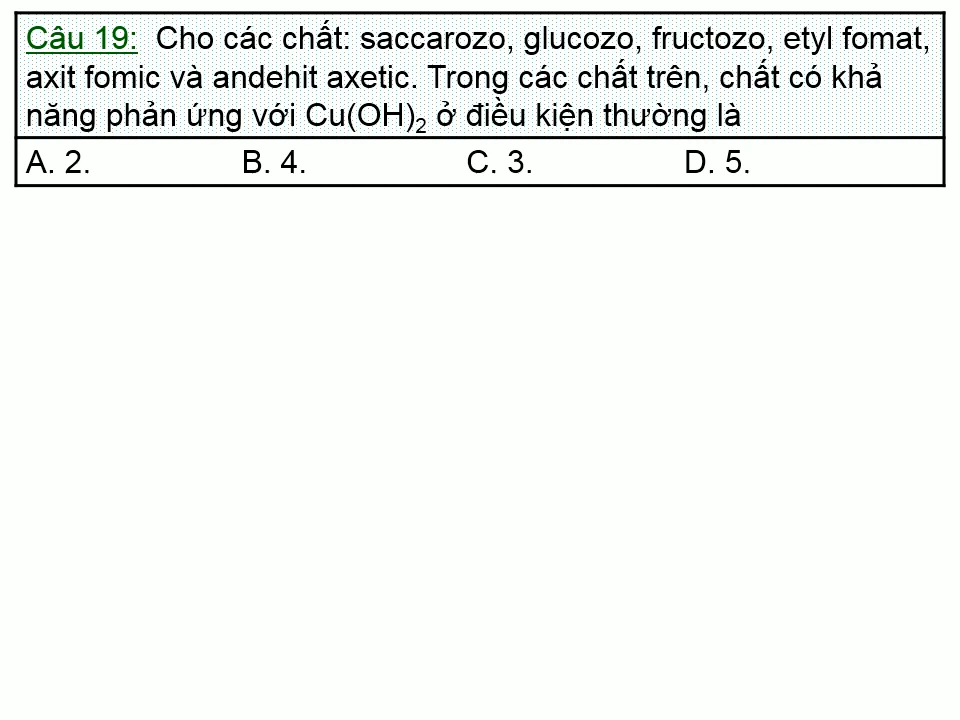 Câu 19: Cho các chất: saccarozo, glucozo, fructozo, etyl fomat,
axit fomic và andehit axetic. Trong các chất trên, chất có khả
năng phản ứng với Cu(OH)₂ ở điều kiện thường là
A. 2. B. 4. C. 3. D. 5.